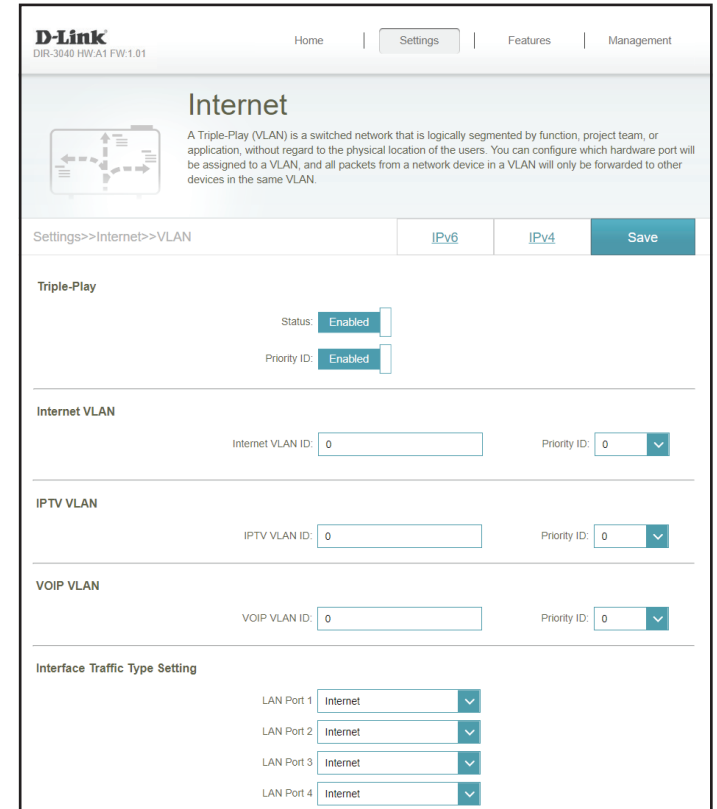 D-Link
DIR-3040 HW:A1 FW:1.01
Home | Settings | Features | Management
Internet
A Triple-Play (VLAN) is a switched network that is logically segmented by function, project team, or
application, without regard to the physical location of the users. You can configure which hardware port will
be assigned to a VLAN, and all packets from a network device in a VLAN will only be forwarded to other
devices in the same VLAN.
Settings>>Internet>>VLAN IPv6 IPv4 Save
Triple-Play
Status: Enabled
Priority ID: Enabled
Internet VLAN
Internet VLAN ID: 0 Priority ID: 0
IPTV VLAN
IPTV VLAN ID: 0 Priority ID: 0
VOIP VLAN
VOIP VLAN ID: 0 Priority ID: 0
Interface Traffic Type Setting
LAN Port 1 Internet
LAN Port 2 Internet
LAN Port 3 Internet
LAN Port 4 Internet